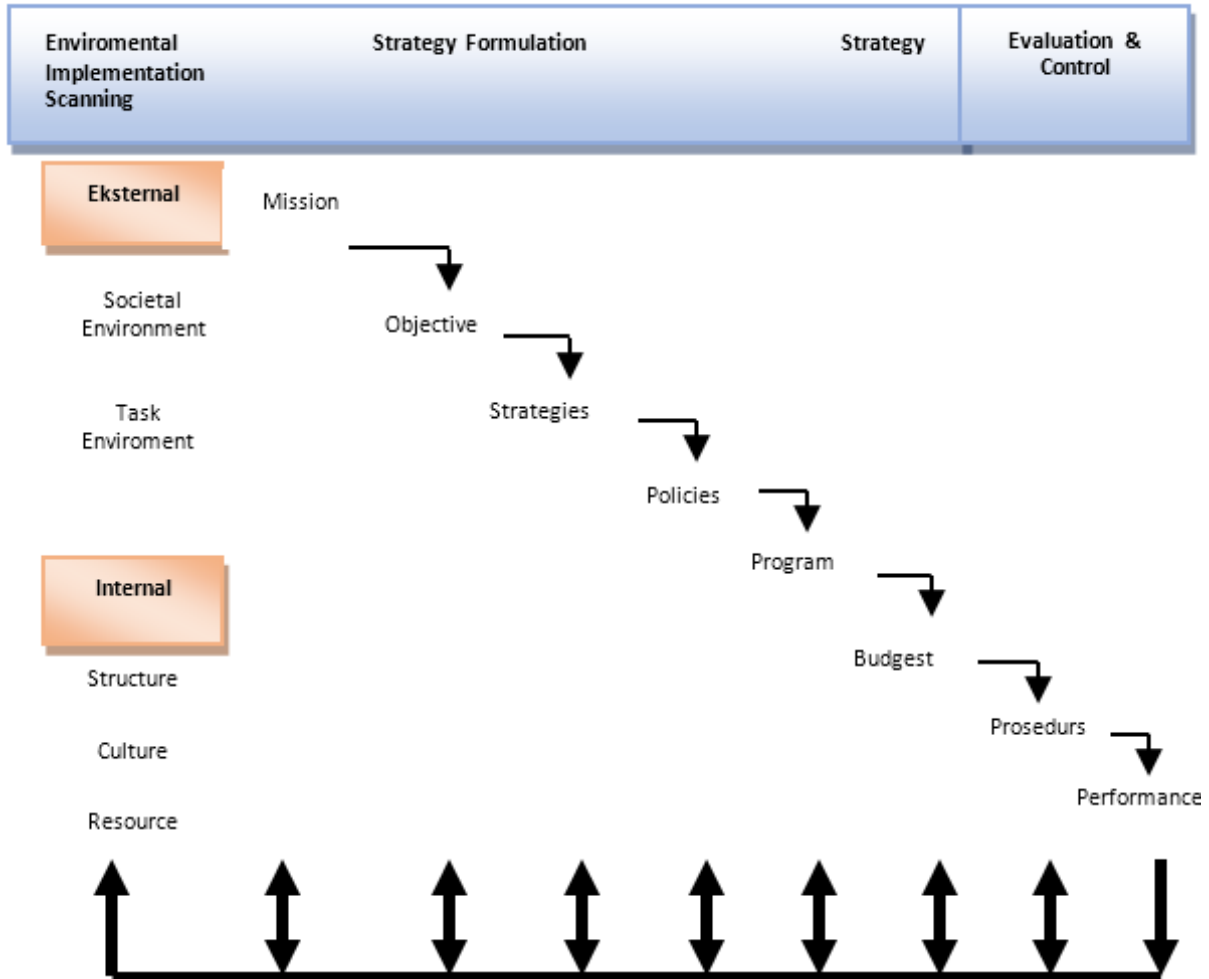 Enviromental Strategy Formulation Strategy
Implementation
Scanning
Evaluation &
Control
Eksternal
Mission
Societal
Environment
Objective
Strategies
Task
Enviroment
Policies
Program
Internal
Budgest
Structure
Prosedurs
Culture
Performance
Resource